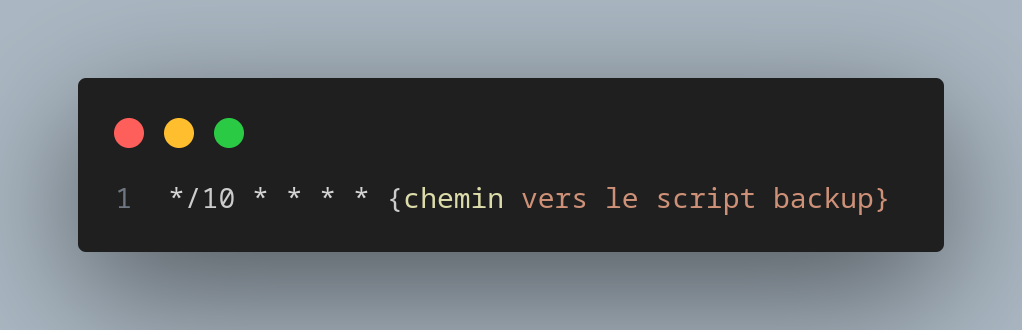 1 */10 * * * * {chemin vers le script backup}